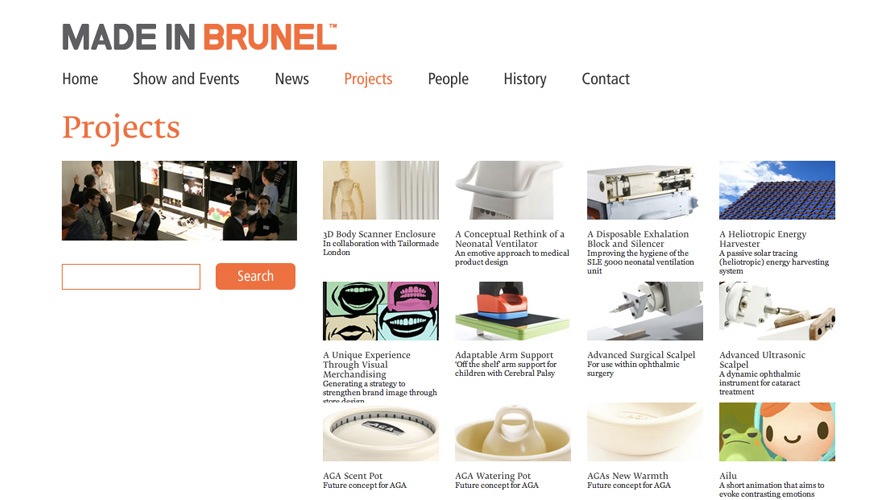 MADE IN BRUNEL™
Home Show and Events News Projects People History Contact
Projects
Search
3D Body Scanner Enclosure
In collaboration with Tailormade
London
A Conceptual Rethink of a
Neonatal Ventilator
An emotive approach to medical
product design
A Disposable Exhalation
Block and Silencer
Improving the hygiene of the
SLE 5000 neonatal ventilation
unit
A Heliotropic Energy
Harvester
A passive solar tracing
(heliotropic) energy harvesting
system
A Unique Experience
Through Visual
Merchandising
Generating a strategy to
strengthen brand image through
store design
Adaptable Arm Support
'Off the shelf' arm support for
children with Cerebral Palsy
Advanced Surgical Scalpel
For use within ophthalmic
surgery
Advanced Ultrasonic
Scalpel
A dynamic ophthalmic
instrument for cataract
treatment
AGA
AGA Scent Pot
Future concept for AGA
AGA Watering Pot
Future concept for AGA
AGAs New Warmth
Future concept for AGA
Ailu
A short animation that aims to
evoke contrasting emotions